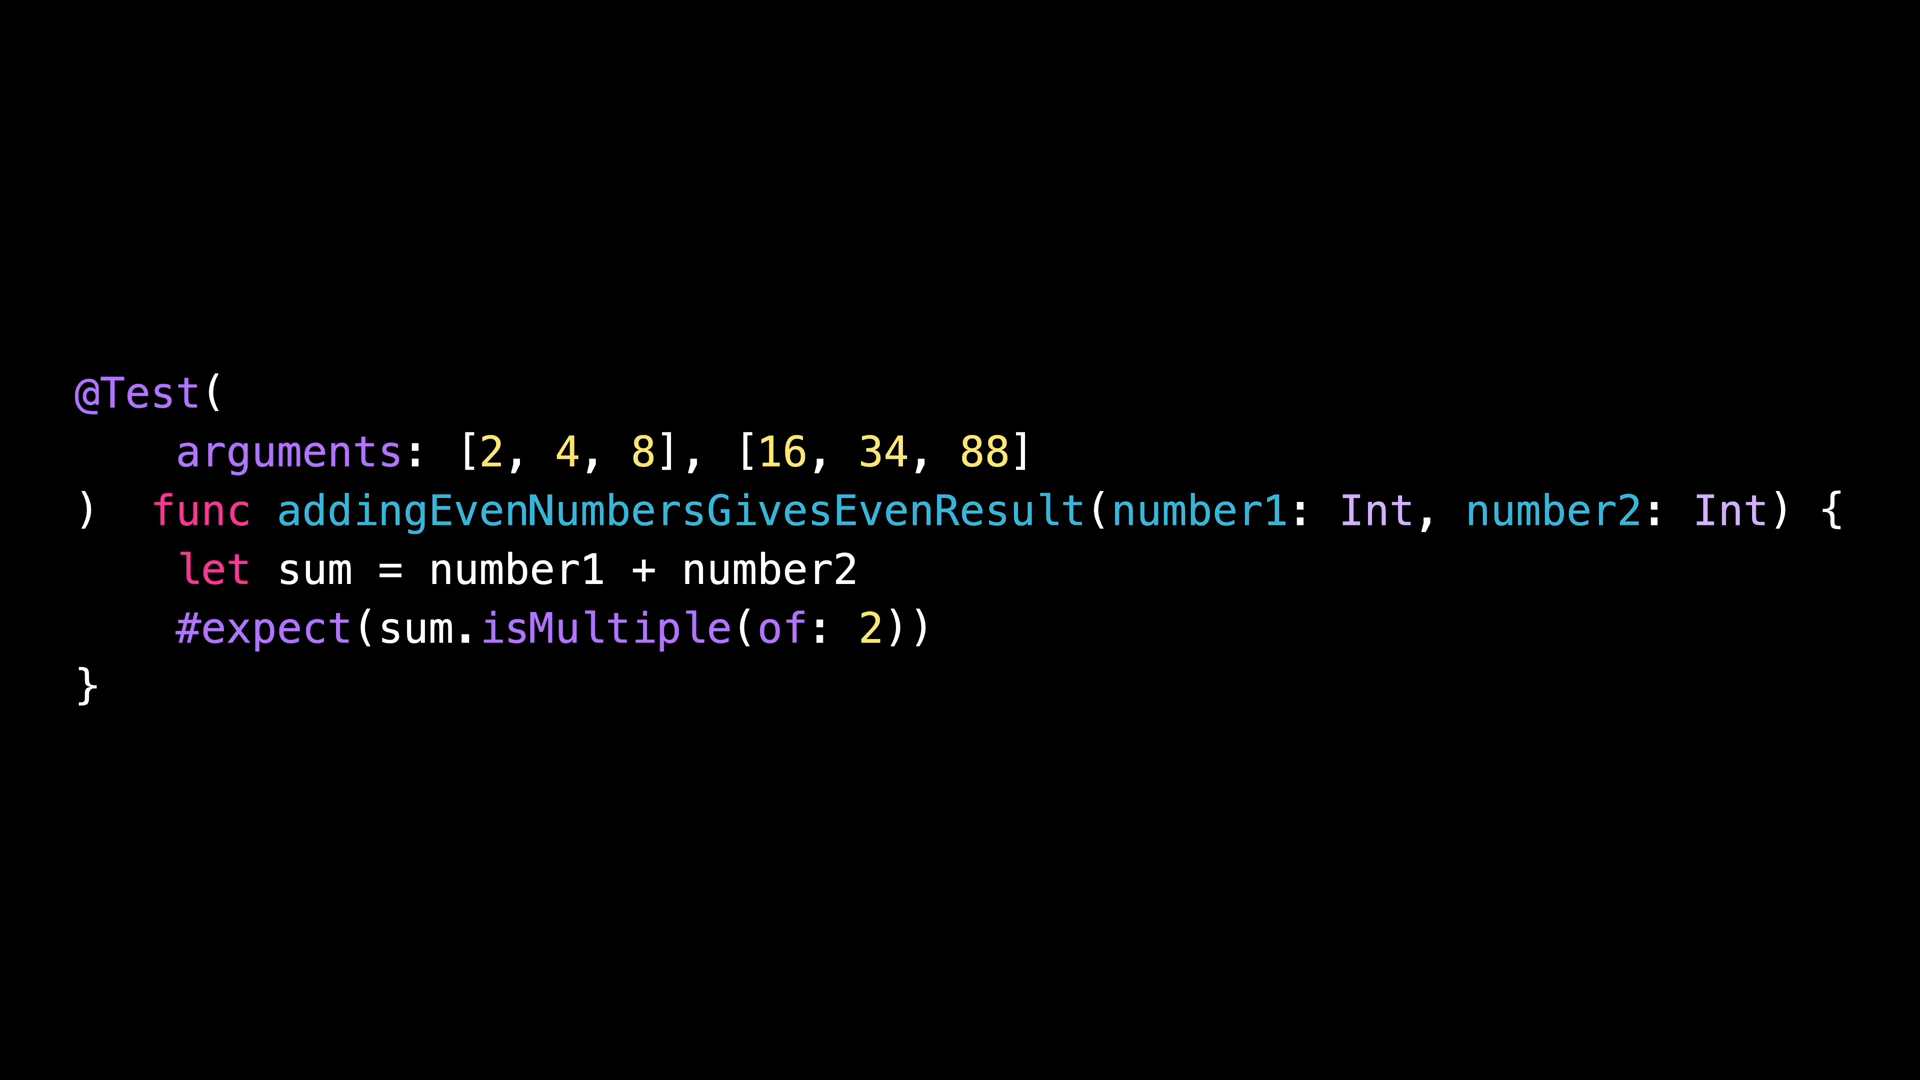 @Test(
    arguments: [2, 4, 8], [16, 34, 88]
)  func addingEvenNumbersGivesEvenResult(number1: Int, number2: Int) {
    let sum = number1 + number2
    #expect(sum.isMultiple(of: 2))
}